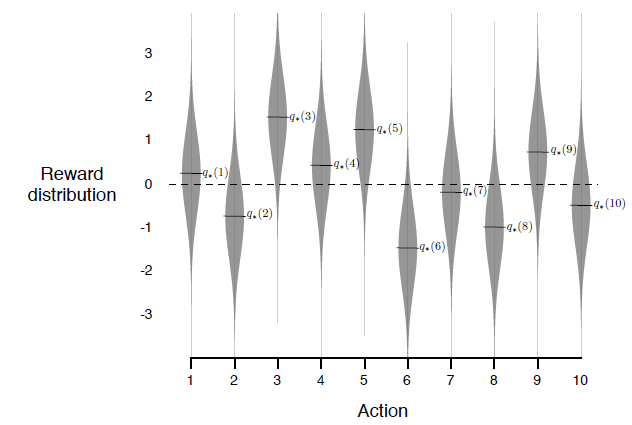 3
2
1
0
-1
-2
-3
Reward
distribution
q*(1)
q*(2)
q*(3)
q*(4)
q*(5)
q*(6)
q*(7)
q*(8)
q*(9)
q*(10)
1 2 3 4 5 6 7 8 9 10
Action